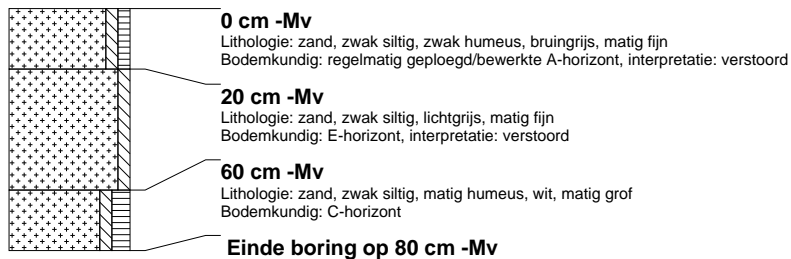 0 cm -Mv
Lithologie: zand, zwak siltig, zwak humeus, bruingrijs, matig fijn
Bodemkundig: regelmatig geploegd/bewerkte A-horizont, interpretatie: verstoord
20 cm -Mv
Lithologie: zand, zwak siltig, lichtgrijs, matig fijn
Bodemkundig: E-horizont, interpretatie: verstoord
60 cm -Mv
Lithologie: zand, zwak siltig, matig humeus, wit, matig grof
Bodemkundig: C-horizont
Einde boring op 80 cm -Mv